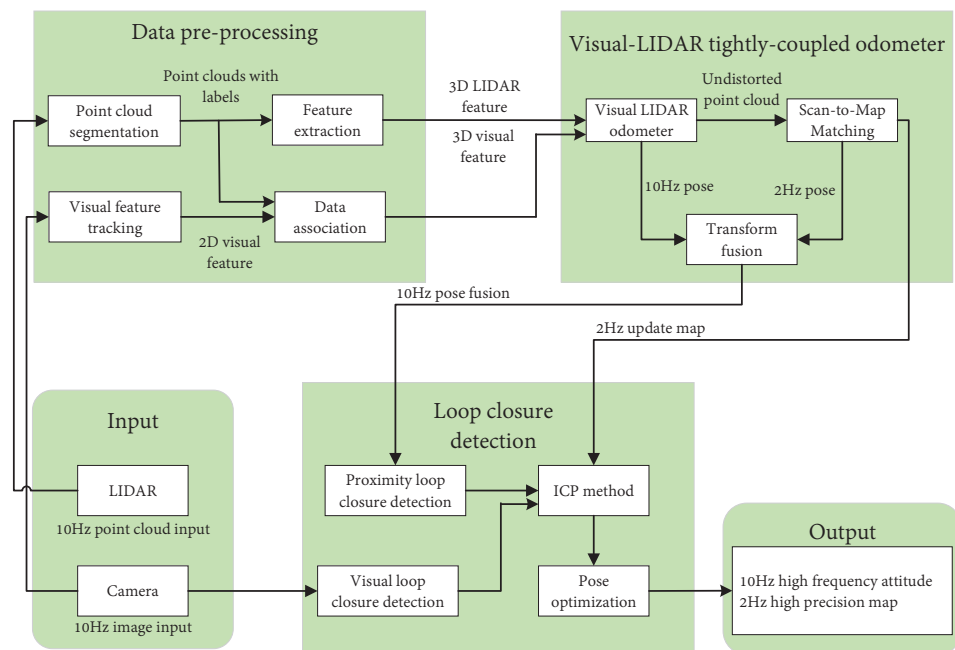 Data pre-processing
Point clouds with
labels
Point cloud
segmentation
Feature
extraction
Visual feature
tracking
2D visual
feature
Data
association
3D LIDAR
feature
3D visual
feature
Visual-LIDAR tightly-coupled odometer
Undistorted
point cloud
Visual LIDAR
odometer
Scan-to-Map
Matching
10Hz pose
2Hz pose
Transform
fusion
10Hz pose fusion
2Hz update map
Input
LIDAR
10Hz point cloud input
Camera
10Hz image input
Loop closure
detection
Proximity loop
closure detection
ICP method
Visual loop
closure detection
Pose
optimization
Output
10Hz high frequency attitude
2Hz high precision map